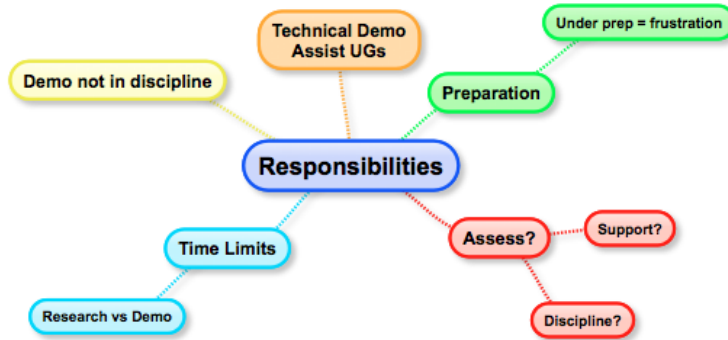 Under prep = frustration
Technical Demo
Assist UGs
Demo not in discipline
Preparation
Responsibilities
Support?
Assess?
Time Limits
Research vs Demo
Discipline?